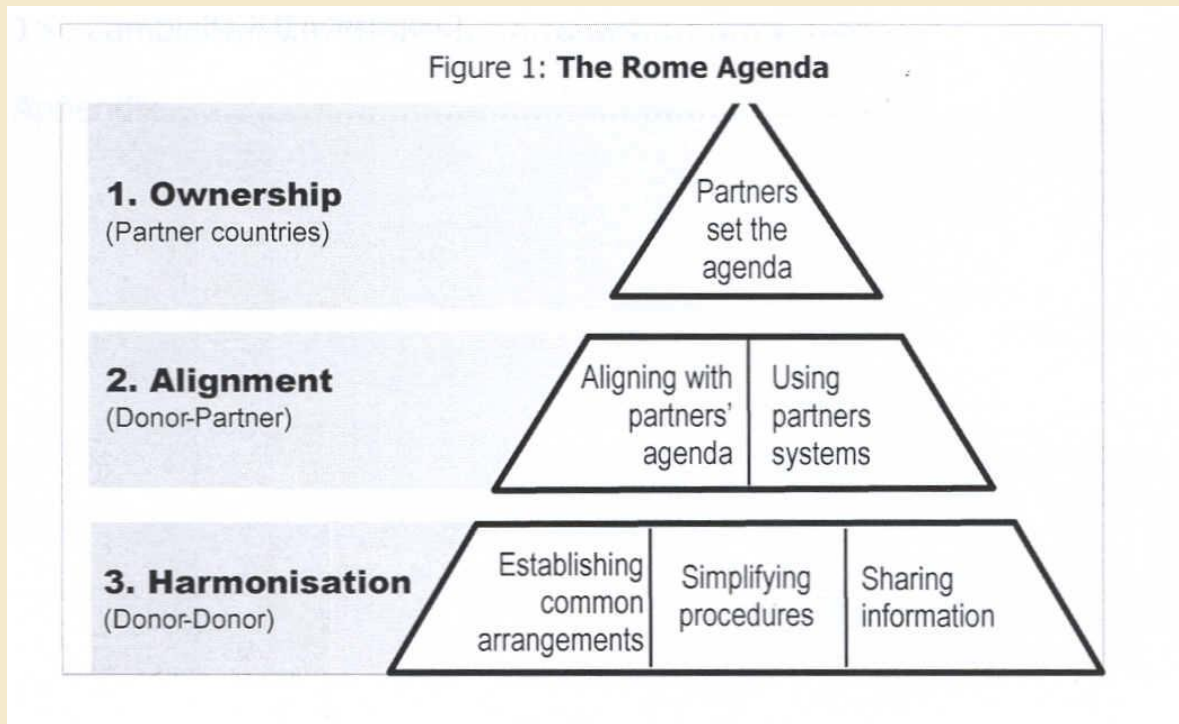 Figure 1: The Rome Agenda
1. Ownership
(Partner countries)
Partners
set the
agenda
2. Alignment
(Donor-Partner)
Aligning with
partners'
agenda
Using
partners
systems
3. Harmonisation
(Donor-Donor)
Establishing
common
arrangements
Simplifying
procedures
Sharing
information